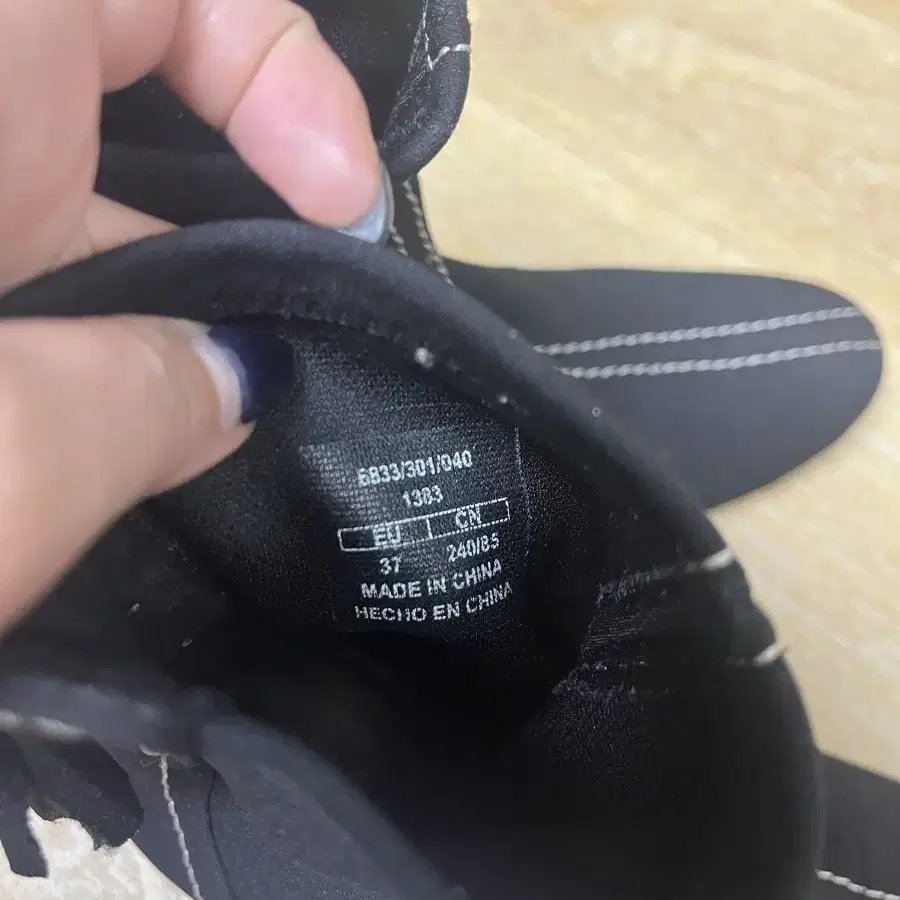 6833/301/040
1383
EU CN
37 240/85
MADE IN CHINA
HECHO EN CHINA